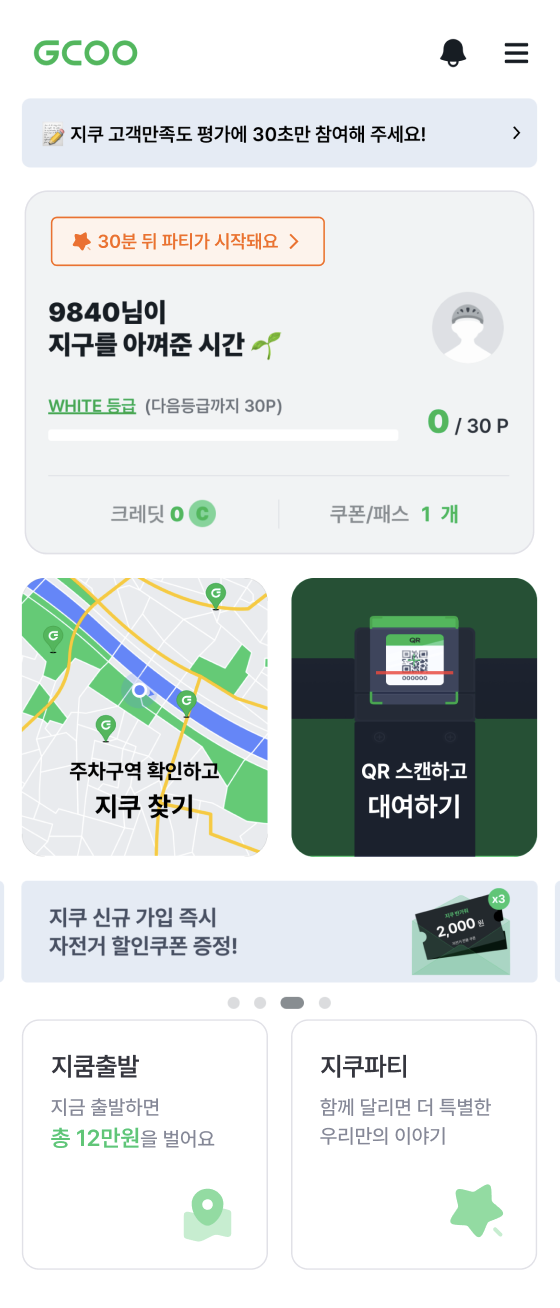 GCOO
지쿠 고객만족도 평가에 30초만 참여해 주세요!
30분 뒤 파티가 시작돼요
9840님이
지구를 아껴준 시간
WHITE 등급 (다음등급까지 30P)
0 / 30 P
크레딧 0 C
쿠폰/패스 1 개
G
G
G
G
QR
000000
주차구역 확인하고
지쿠 찾기
QR 스캔하고
대여하기
지쿠 신규 가입 즉시
자전거 할인쿠폰 증정!
x3
2,000 원
지쿰출발
지금 출발하면
총 12만원을 벌어요
지쿠파티
함께 달리면 더 특별한
우리만의 이야기